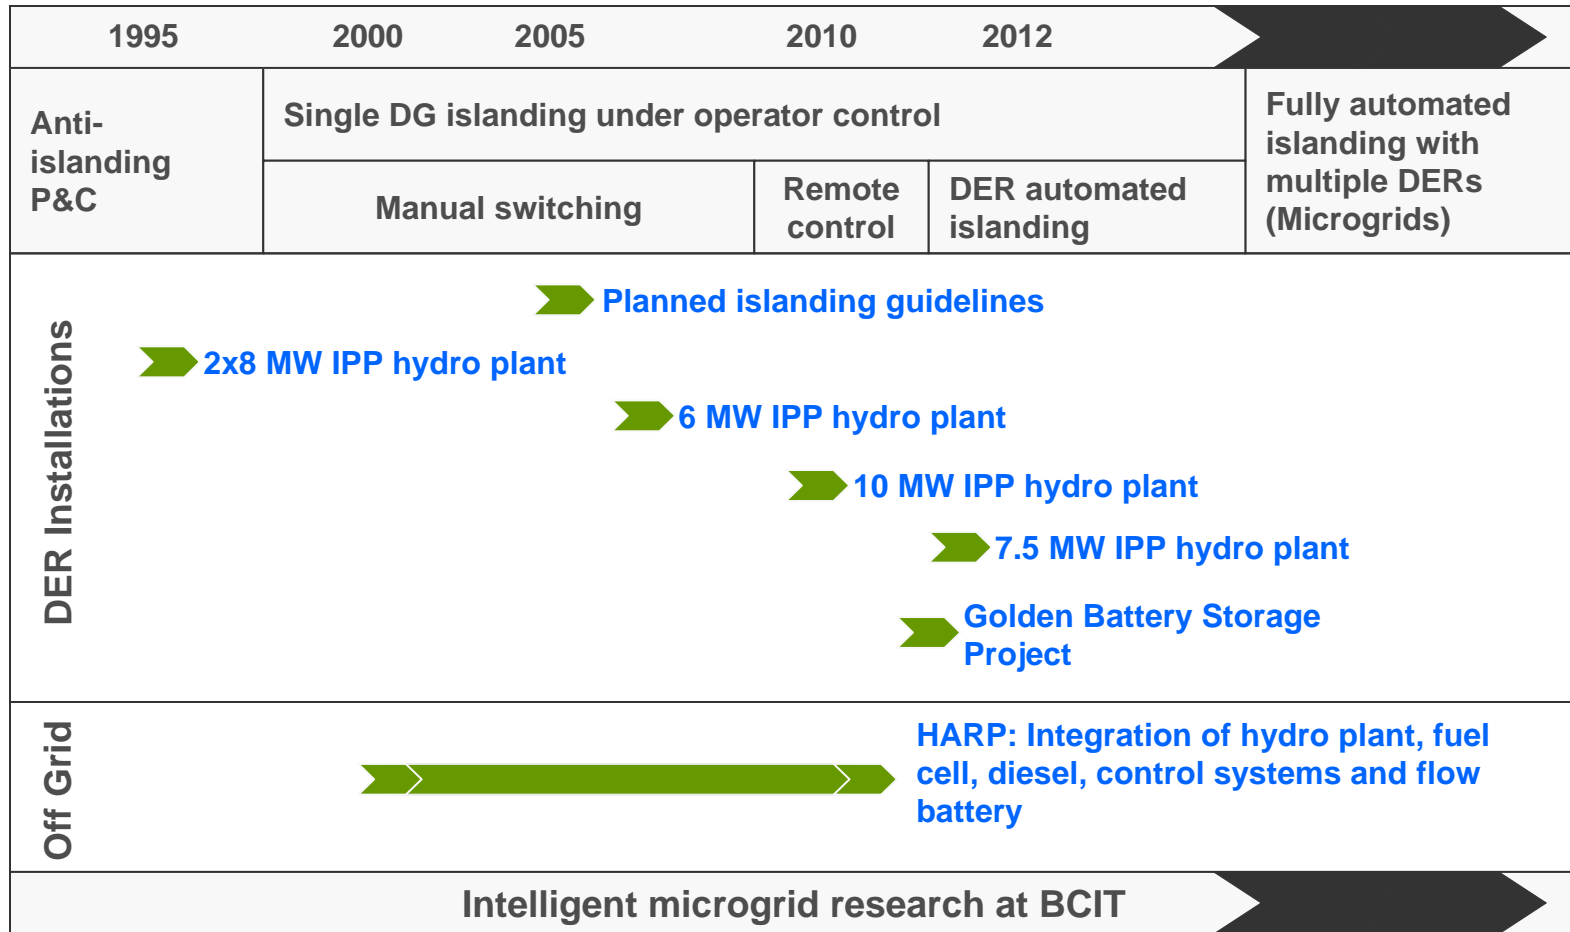 1995 2000 2005 2010 2012
Anti-
islanding
P&C
Single DG islanding under operator control
Manual switching
Remote
control
DER automated
islanding
Fully automated
islanding with
multiple DERs
(Microgrids)
DER Installations
Planned islanding guidelines
2x8 MW IPP hydro plant
6 MW IPP hydro plant
10 MW IPP hydro plant
7.5 MW IPP hydro plant
Golden Battery Storage
Project
Off Grid
HARP: Integration of hydro plant, fuel
cell, diesel, control systems and flow
battery
Intelligent microgrid research at BCIT